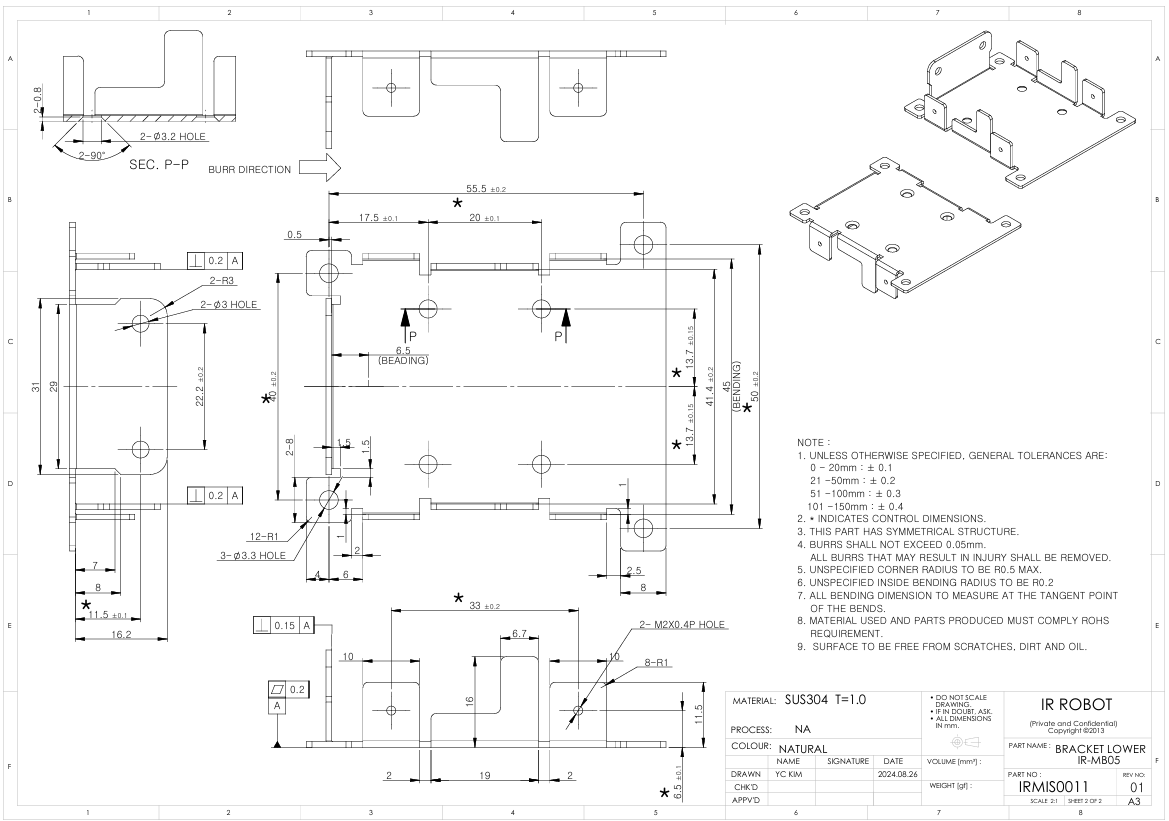 1 2 3 4 5 6 7 8
A A
2-0.8
2- Ø3.2 HOLE
2-90°
SEC. P-P
BURR DIRECTION
B B
55.5 ±0.2
★
17.5 ±0.1
20 ±0.1
0.5
⊥ 0.2 A
2-R3
2- Ø3 HOLE
C C
P P
6.5
(BEADING)
31
29
22.2 ±0.2
★ 40 ±0.2
★ 13.7 ±0.15
41.4 ±0.2
45
(BENDING)
★ 50 ±0.2
★ 13.7 ±0.15
1.5
1.5
2-8
D D
⊥ 0.2 A
1
12-R1
1
3- Ø3.3 HOLE
2
4 6
2.5
8
7
8
★
11.5 ±0.1
16.2
E E
★
33 ±0.2
⊥ 0.15 A
6.7
2- M2X0.4P HOLE
10
10
8-R1
▱ 0.2
A
16
11.5
2 19 2
★ 6.5 ±0.1
F F
NOTE :
1. UNLESS OTHERWISE SPECIFIED, GENERAL TOLERANCES ARE:
0 - 20mm : ± 0.1
21 -50mm : ± 0.2
51 -100mm : ± 0.3
101 -150mm : ± 0.4
2. • INDICATES CONTROL DIMENSIONS.
3. THIS PART HAS SYMMETRICAL STRUCTURE.
4. BURRS SHALL NOT EXCEED 0.05mm.
ALL BURRS THAT MAY RESULT IN INJURY SHALL BE REMOVED.
5. UNSPECIFIED CORNER RADIUS TO BE R0.5 MAX.
6. UNSPECIFIED INSIDE BENDING RADIUS TO BE R0.2
7. ALL BENDING DIMENSION TO MEASURE AT THE TANGENT POINT
OF THE BENDS.
8. MATERIAL USED AND PARTS PRODUCED MUST COMPLY ROHS
REQUIREMENT.
9. SURFACE TO BE FREE FROM SCRATCHES, DIRT AND OIL.
MATERIAL: SUS304 T=1.0
PROCESS: NA
COLOUR: NATURAL
NAME SIGNATURE DATE
DRAWN YC KIM 2024.08.26
CHK'D
APPV'D
• DO NOT SCALE
DRAWING.
• IF IN DOUBT, ASK.
• ALL DIMENSIONS
IN mm.
VOLUME [mm³] :
WEIGHT [gf] :
IR ROBOT
(Private and Confidential)
Copyright ©2013
PART NAME : BRACKET LOWER
IR-MB05
PART NO : REV NO:
IRMIS0011 01
SCALE 2:1 SHEET 2 OF 2 A3
1 2 3 4 5 6 7 8